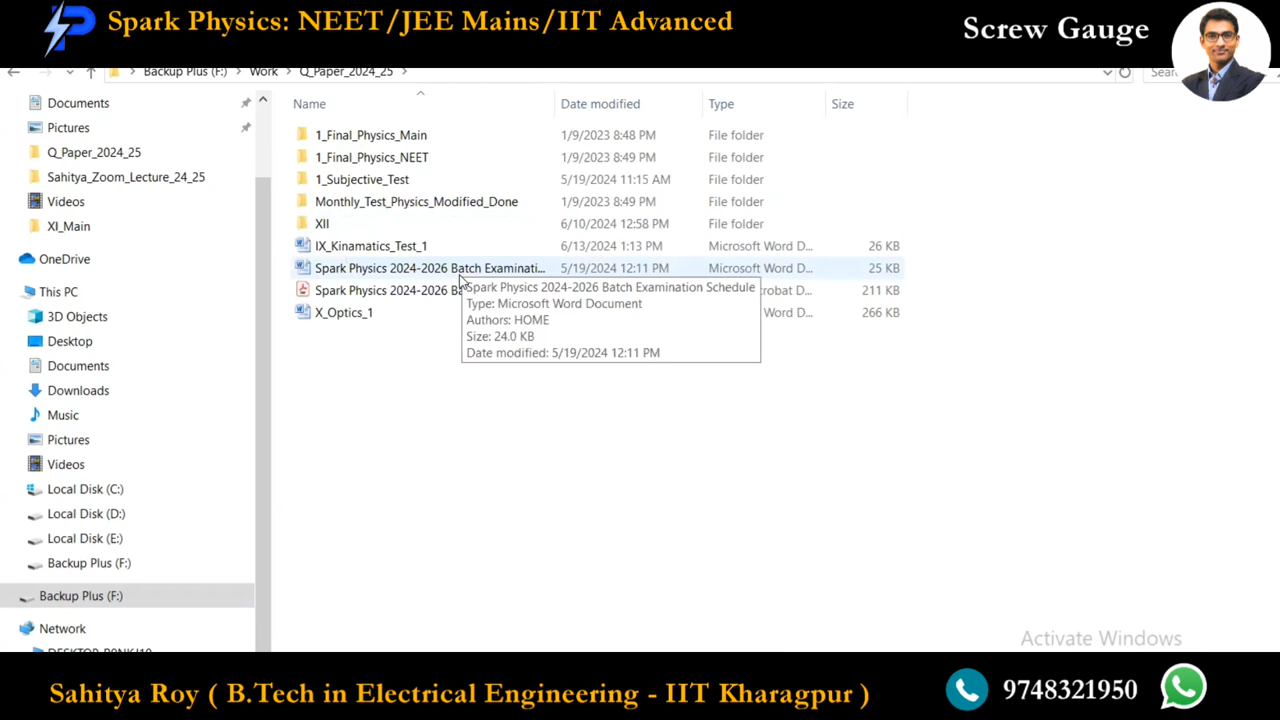 Spark Physics: NEET/JEE Mains/IIT Advanced
Screw Gauge
Backup Plus (F:) > Work > Q_Paper_2024_25 >
Name Date modified Type Size
Documents
Pictures
Q_Paper_2024_25
Sahitya_Zoom_Lecture_24_25
Videos
XI_Main
OneDrive
This PC
3D Objects
Desktop
Documents
Downloads
Music
Pictures
Videos
Local Disk (C:)
Local Disk (D:)
Local Disk (E:)
Backup Plus (F:)
Backup Plus (F:)
Network
1_Final_Physics_Main 1/9/2023 8:48 PM File folder
1_Final_Physics_NEET 1/9/2023 8:49 PM File folder
1_Subjective_Test 5/19/2024 11:15 AM File folder
Monthly_Test_Physics_Modified_Done 1/9/2023 8:49 PM File folder
XII 6/10/2024 12:58 PM File folder
IX_Kinamatics_Test_1 6/13/2024 1:13 PM Microsoft Word D... 26 KB
Spark Physics 2024-2026 Batch Examinati... 5/19/2024 12:11 PM Microsoft Word D... 25 KB
Spark Physics 2024-2026 Ba crobat D... 211 KB
X_Optics_1 Word D... 266 KB
Spark Physics 2024-2026 Batch Examination Schedule
Type: Microsoft Word Document
Authors: HOME
Size: 24.0 KB
Date modified: 5/19/2024 12:11 PM
Activate Windows
Sahitya Roy ( B.Tech in Electrical Engineering - IIT Kharagpur )
9748321950